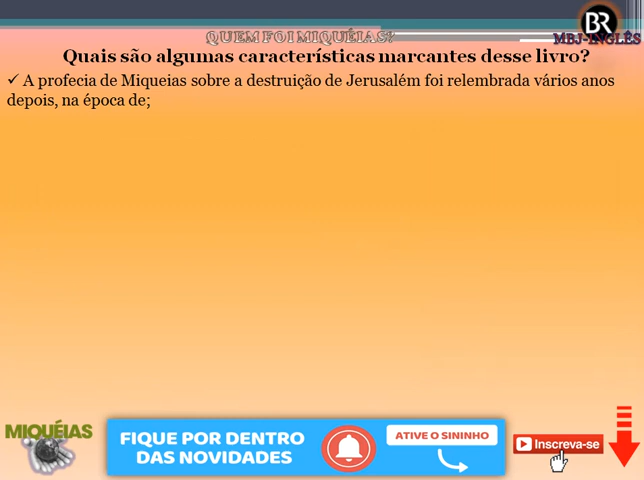 QUEM FOI MIQUÉIAS?
BR
MBJ-INGLÊS
Quais são algumas características marcantes desse livro?
✓ A profecia de Miqueias sobre a destruição de Jerusalém foi relembrada vários anos
depois, na época de;
MIQUÉIAS
FIQUE POR DENTRO
DAS NOVIDADES
ATIVE O SININHO
Inscreva-se